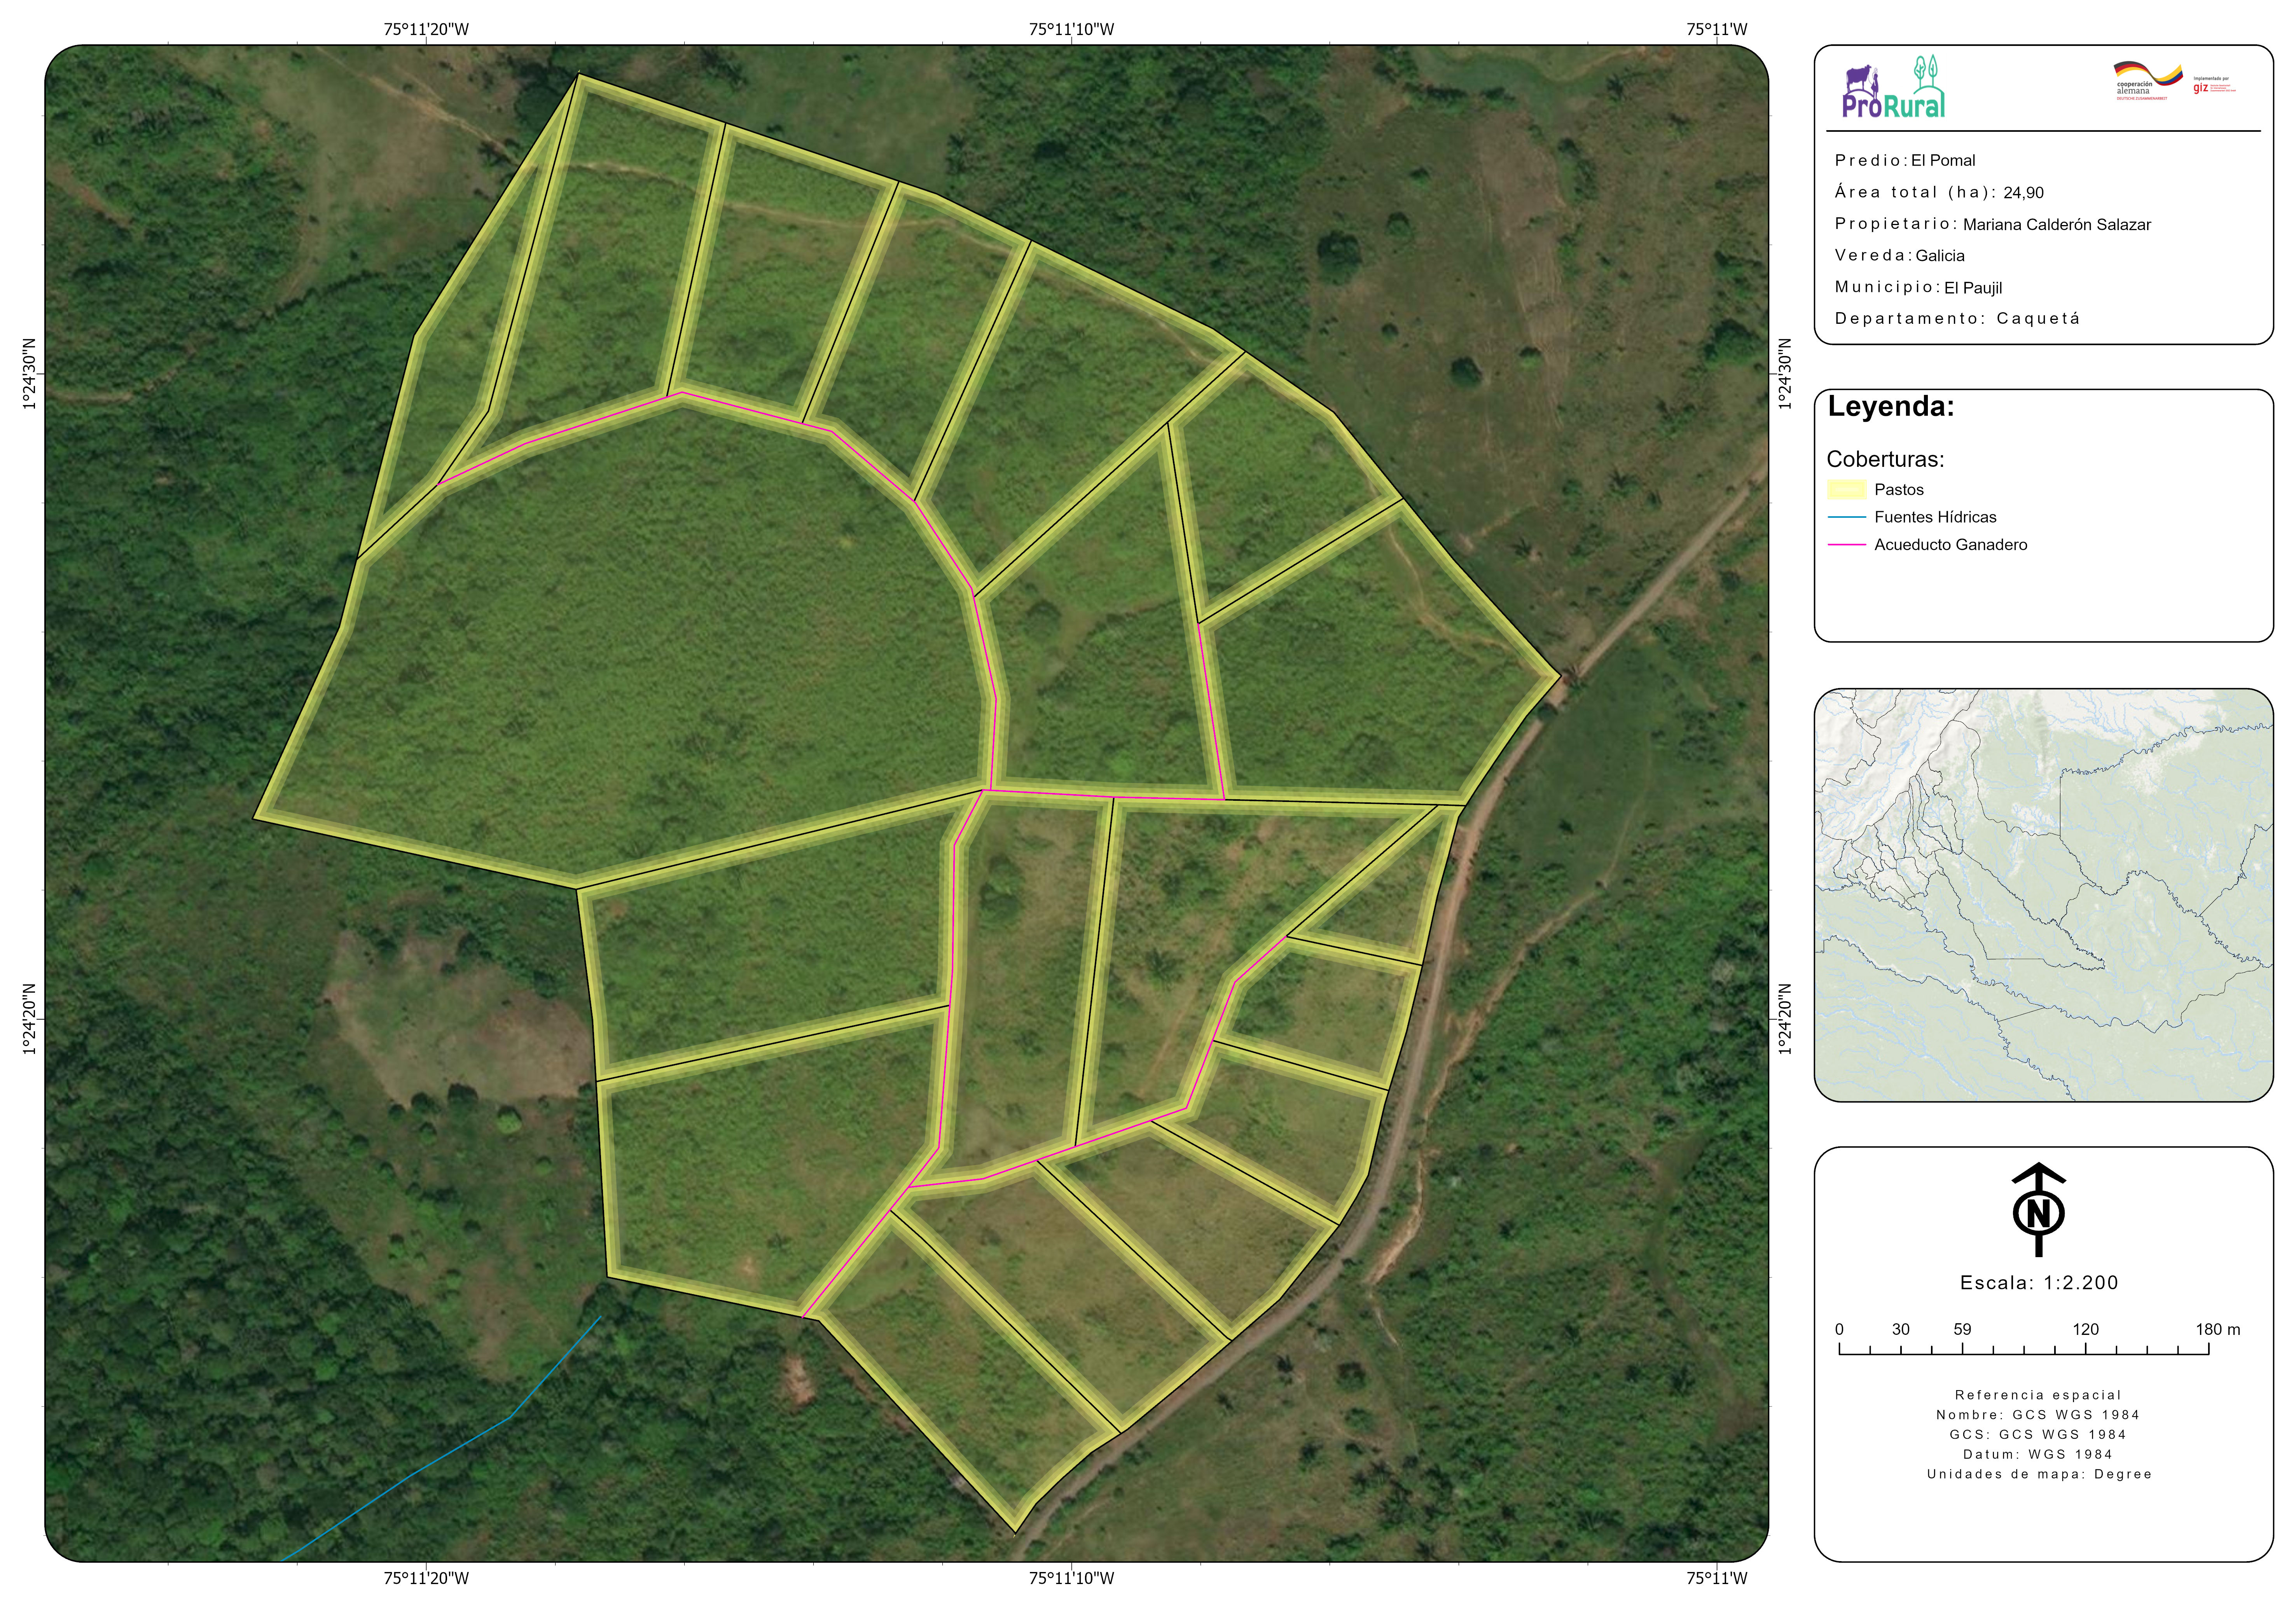 75°11'20"W
75°11'10"W
75°11'W
1°24'30"N
1°24'20"N
1°24'30"N
1°24'20"N
75°11'20"W
75°11'10"W
75°11'W
ProRural
cooperación
alemana
DEUTSCHE ZUSAMMENARBEIT
Implementada por
giz
Predio: El Pomal
Área total (ha): 24,90
Propietario: Mariana Calderón Salazar
Vereda: Galicia
Municipio: El Paujil
Departamento: Caquetá
Leyenda:
Coberturas:
Pastos
Fuentes Hídricas
Acueducto Ganadero
N
Escala: 1:2.200
0 30 59 120 180 m
Referencia espacial
Nombre: GCS WGS 1984
GCS: GCS WGS 1984
Datum: WGS 1984
Unidades de mapa: Degree